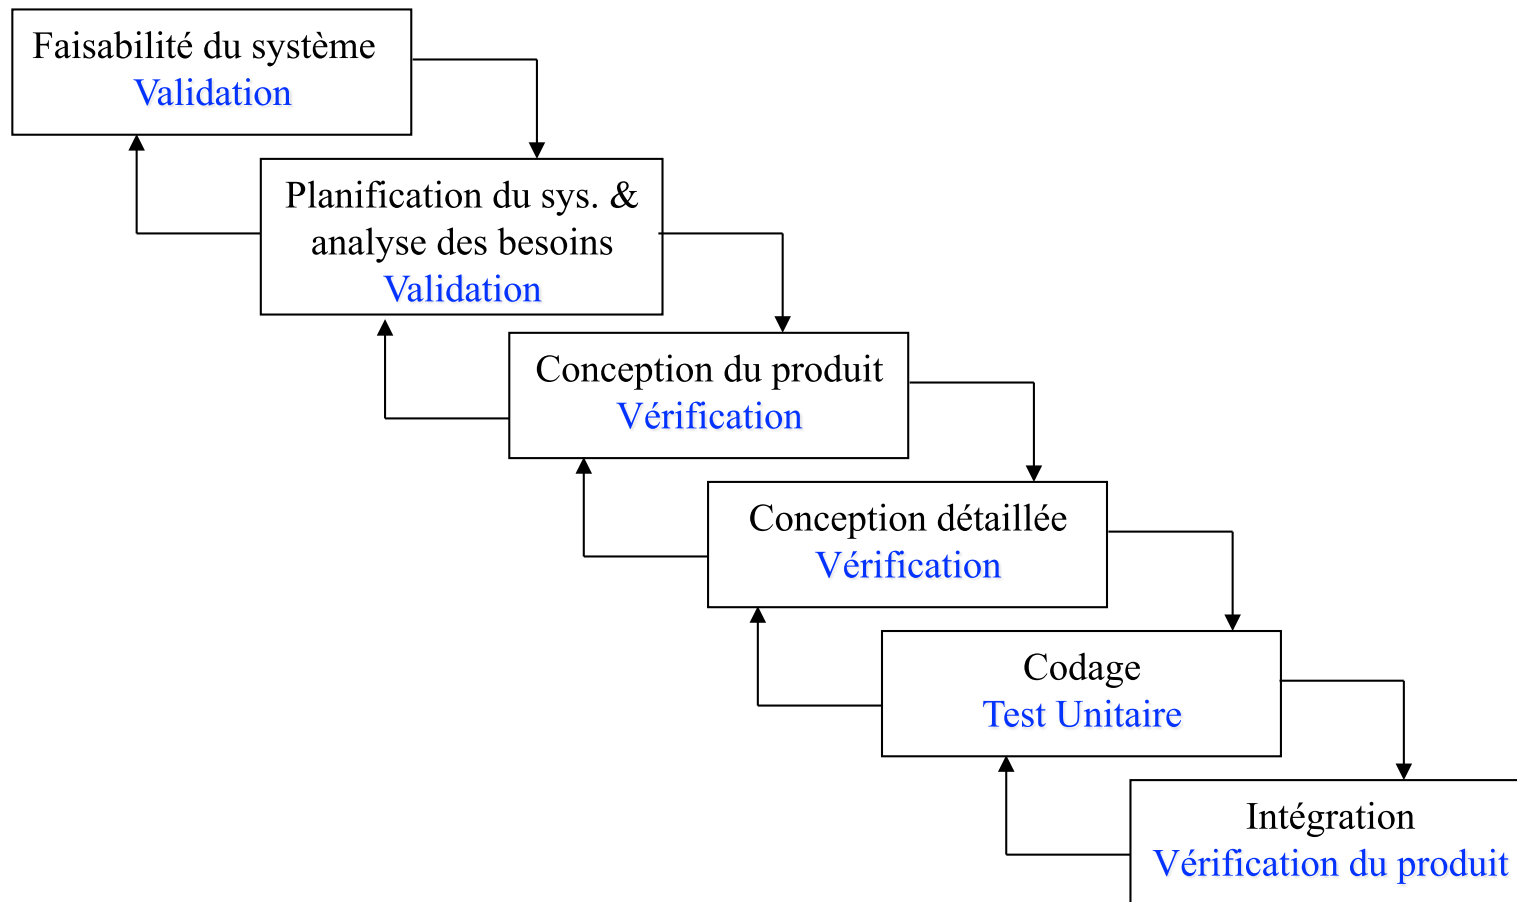 Faisabilité du système
Validation
Planification du sys. &
analyse des besoins
Validation
Conception du produit
Vérification
Conception détaillée
Vérification
Codage
Test Unitaire
Intégration
Vérification du produit